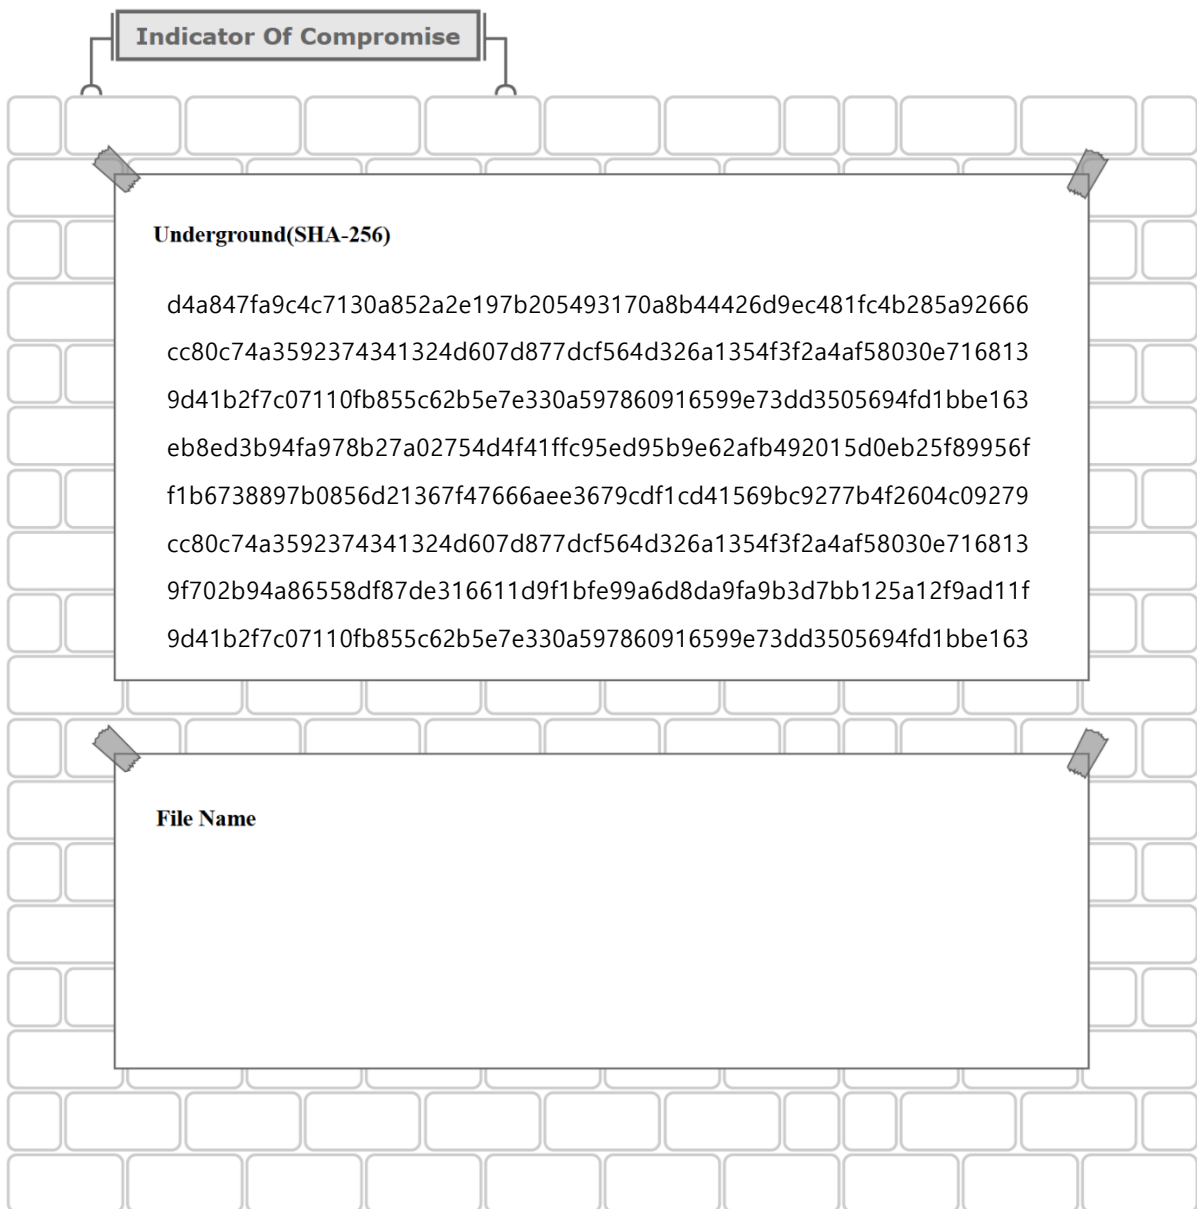 Indicator Of Compromise
Underground(SHA-256)
d4a847fa9c4c7130a852a2e197b205493170a8b44426d9ec481fc4b285a92666
cc80c74a3592374341324d607d877dcf564d326a1354f3f2a4af58030e716813
9d41b2f7c07110fb855c62b5e7e330a597860916599e73dd3505694fd1bbe163
eb8ed3b94fa978b27a02754d4f41ffc95ed95b9e62afb492015d0eb25f89956f
f1b6738897b0856d21367f47666aee3679cdf1cd41569bc9277b4f2604c09279
cc80c74a3592374341324d607d877dcf564d326a1354f3f2a4af58030e716813
9f702b94a86558df87de316611d9f1bfe99a6d8da9fa9b3d7bb125a12f9ad11f
9d41b2f7c07110fb855c62b5e7e330a597860916599e73dd3505694fd1bbe163
File Name